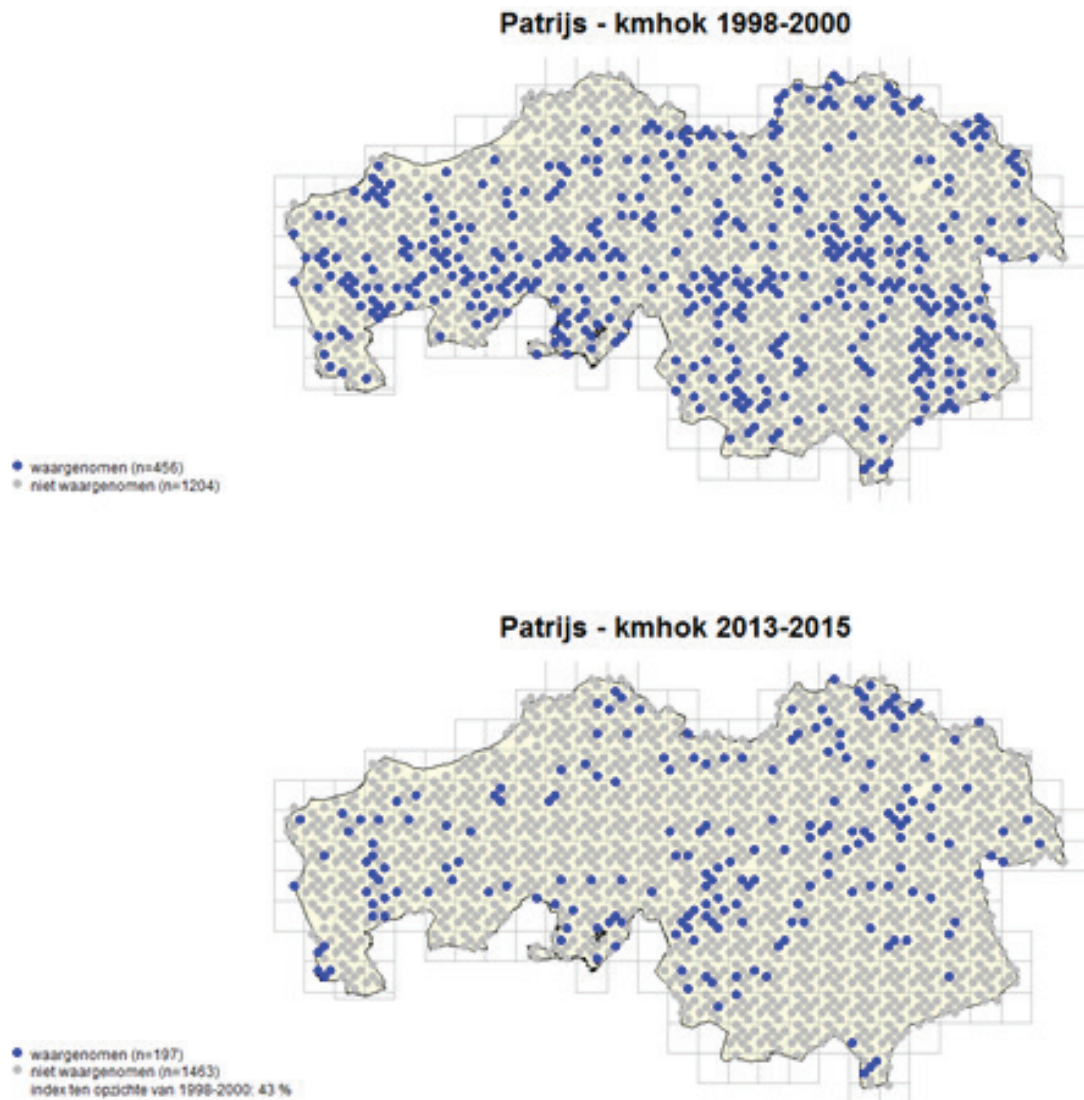 Patrijs - kmhok 1998-2000
waargenomen (n=456)
niet waargenomen (n=1204)
Patrijs - kmhok 2013-2015
waargenomen (n=197)
niet waargenomen (n=1463)
index ten opzichte van 1998-2000: 43 %